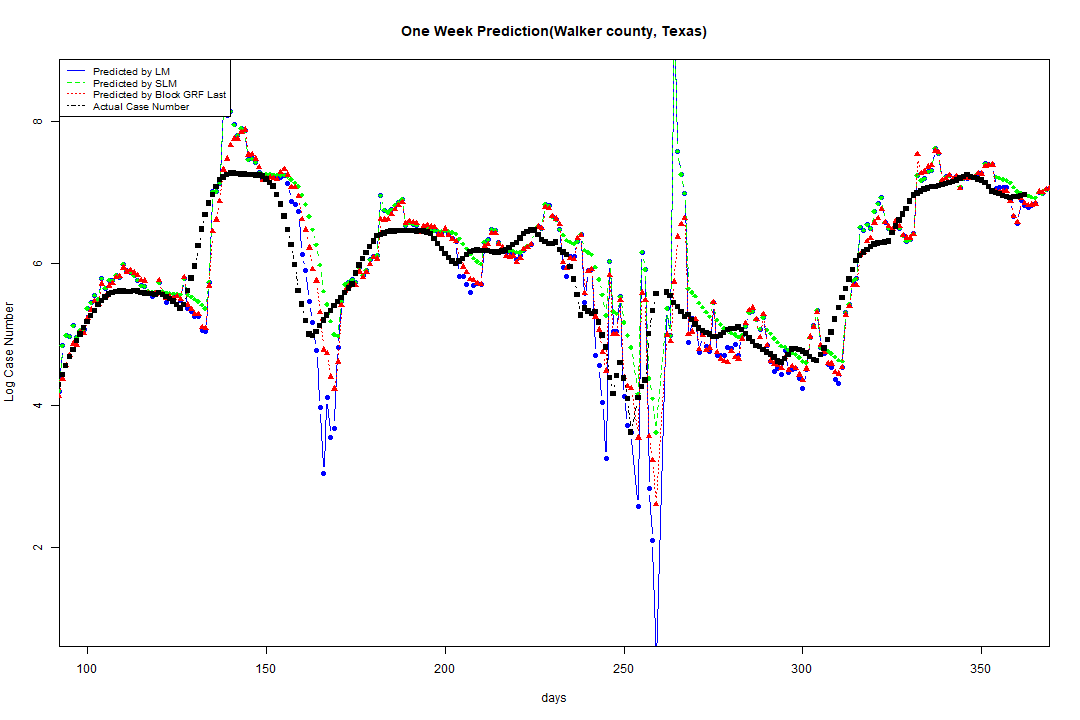 One Week Prediction(Walker county, Texas)
Predicted by LM
Predicted by SLM
Predicted by Block GRF Last
Actual Case Number
8
6
4
2
Log Case Number
100 150 200 250 300 350
days